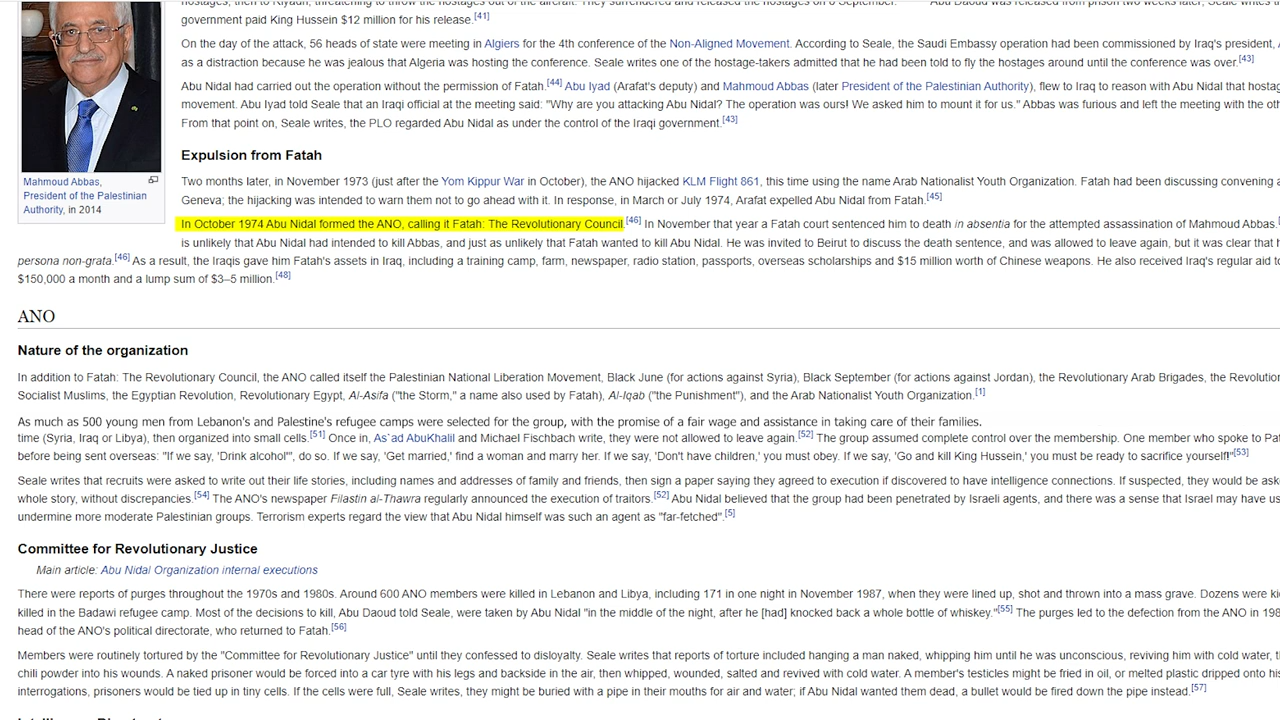 hostages, then to Riyadh, threatening to throw the hostages out of the aircraft. They surrendered and released the hostages on 8 September. Abu Daoud was released from prison two weeks later; Seale writes
government paid King Hussein $12 million for his release.[41]
On the day of the attack, 56 heads of state were meeting in Algiers for the 4th conference of the Non-Aligned Movement. According to Seale, the Saudi Embassy operation had been commissioned by Iraq's president,
as a distraction because he was jealous that Algeria was hosting the conference. Seale writes one of the hostage-takers admitted that he had been told to fly the hostages around until the conference was over.[43]
Abu Nidal had carried out the operation without the permission of Fatah.[44] Abu Iyad (Arafat's deputy) and Mahmoud Abbas (later President of the Palestinian Authority), flew to Iraq to reason with Abu Nidal that
movement. Abu Iyad told Seale that an Iraqi official at the meeting said: "Why are you attacking Abu Nidal? The operation was ours! We asked him to mount it for us." Abbas was furious and left the meeting with the
From that point on, Seale writes, the PLO regarded Abu Nidal as under the control of the Iraqi government.[43]
Expulsion from Fatah
Mahmoud Abbas,
President of the Palestinian
Authority, in 2014
Two months later, in November 1973 (just after the Yom Kippur War in October), the ANO hijacked KLM Flight 861, this time using the name Arab Nationalist Youth Organization. Fatah had been discussing convening
Geneva; the hijacking was intended to warn them not to go ahead with it. In response, in March or July 1974, Arafat expelled Abu Nidal from Fatah.[45]
In October 1974 Abu Nidal formed the ANO, calling it Fatah: The Revolutionary Council.[46] In November that year a Fatah court sentenced him to death in absentia for the attempted assassination of Mahmoud Abbas.
is unlikely that Abu Nidal had intended to kill Abbas, and just as unlikely that Fatah wanted to kill Abu Nidal. He was invited to Beirut to discuss the death sentence, and was allowed to leave again, but it was clear that
persona non-grata.[46] As a result, the Iraqis gave him Fatah's assets in Iraq, including a training camp, farm, newspaper, radio station, passports, overseas scholarships and $15 million worth of Chinese weapons. He also received Iraq's regular aid
$150,000 a month and a lump sum of $3–5 million.[48]
ANO
Nature of the organization
In addition to Fatah: The Revolutionary Council, the ANO called itself the Palestinian National Liberation Movement, Black June (for actions against Syria), Black September (for actions against Jordan), the Revolutionary Arab Brigades, the
Socialist Muslims, the Egyptian Revolution, Revolutionary Egypt, Al-Asifa ("the Storm," a name also used by Fatah), Al-Iqab ("the Punishment"), and the Arab Nationalist Youth Organization.[1]
As much as 500 young men from Lebanon's and Palestine's refugee camps were selected for the group, with the promise of a fair wage and assistance in taking care of their families.
time (Syria, Iraq or Libya), then organized into small cells.[51] Once in, As'ad AbuKhalil and Michael Fischbach write, they were not allowed to leave again.[52] The group assumed complete control over the membership. One member who spoke to
before being sent overseas: "If we say, 'Drink alcohol'", do so. If we say, 'Get married,' find a woman and marry her. If we say, 'Don't have children,' you must obey. If we say, 'Go and kill King Hussein,' you must be ready to sacrifice yourself!"[53]
Seale writes that recruits were asked to write out their life stories, including names and addresses of family and friends, then sign a paper saying they agreed to execution if discovered to have intelligence connections. If suspected, they would be
whole story, without discrepancies.[54] The ANO's newspaper Filastin al-Thawra regularly announced the execution of traitors.[52] Abu Nidal believed that the group had been penetrated by Israeli agents, and there was a sense that Israel may have
undermine more moderate Palestinian groups. Terrorism experts regard the view that Abu Nidal himself was such an agent as "far-fetched".[5]
Committee for Revolutionary Justice
Main article: Abu Nidal Organization internal executions
There were reports of purges throughout the 1970s and 1980s. Around 600 ANO members were killed in Lebanon and Libya, including 171 in one night in November 1987, when they were lined up, shot and thrown into a mass grave. Dozens were
killed in the Badawi refugee camp. Most of the decisions to kill, Abu Daoud told Seale, were taken by Abu Nidal "in the middle of the night, after he [had] knocked back a whole bottle of whiskey."[55] The purges led to the defection from the ANO in
head of the ANO's political directorate, who returned to Fatah.[56]
Members were routinely tortured by the "Committee for Revolutionary Justice" until they confessed to disloyalty. Seale writes that reports of torture included hanging a man naked, whipping him until he was unconscious, reviving him with cold water,
chili powder into his wounds. A naked prisoner would be forced into a car tyre with his legs and backside in the air, then whipped, wounded, salted and revived with cold water. A member's testicles might be fried in oil, or melted plastic dripped onto
interrogations, prisoners would be tied up in tiny cells. If the cells were full, Seale writes, they might be buried with a pipe in their mouths for air and water; if Abu Nidal wanted them dead, a bullet would be fired down the pipe instead.[57]